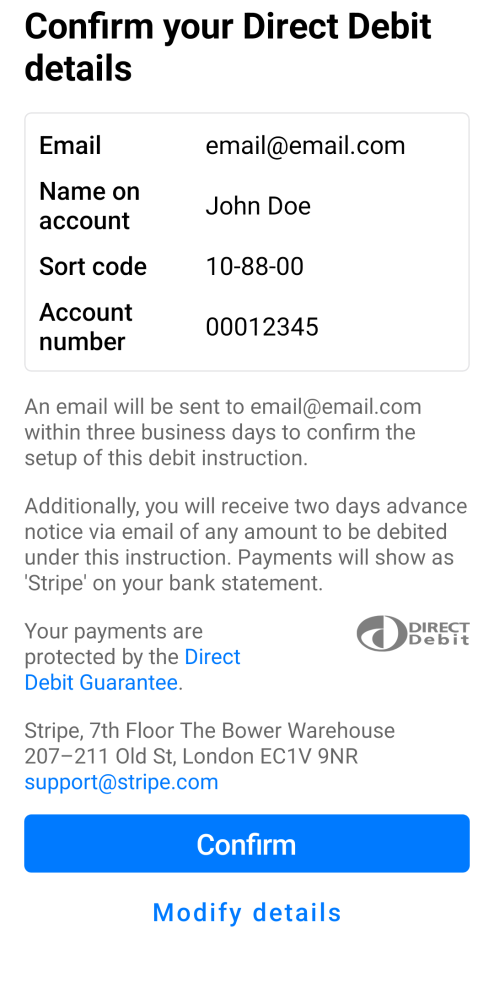 Confirm your Direct Debit
details
Email email@email.com
Name on
account John Doe
Sort code 10-88-00
Account
number 00012345
An email will be sent to email@email.com
within three business days to confirm the
setup of this debit instruction.
Additionally, you will receive two days advance
notice via email of any amount to be debited
under this instruction. Payments will show as
'Stripe' on your bank statement.
Your payments are
protected by the Direct
Debit Guarantee.
DIRECT
Debit
Stripe, 7th Floor The Bower Warehouse
207–211 Old St, London EC1V 9NR
support@stripe.com
Confirm
Modify details